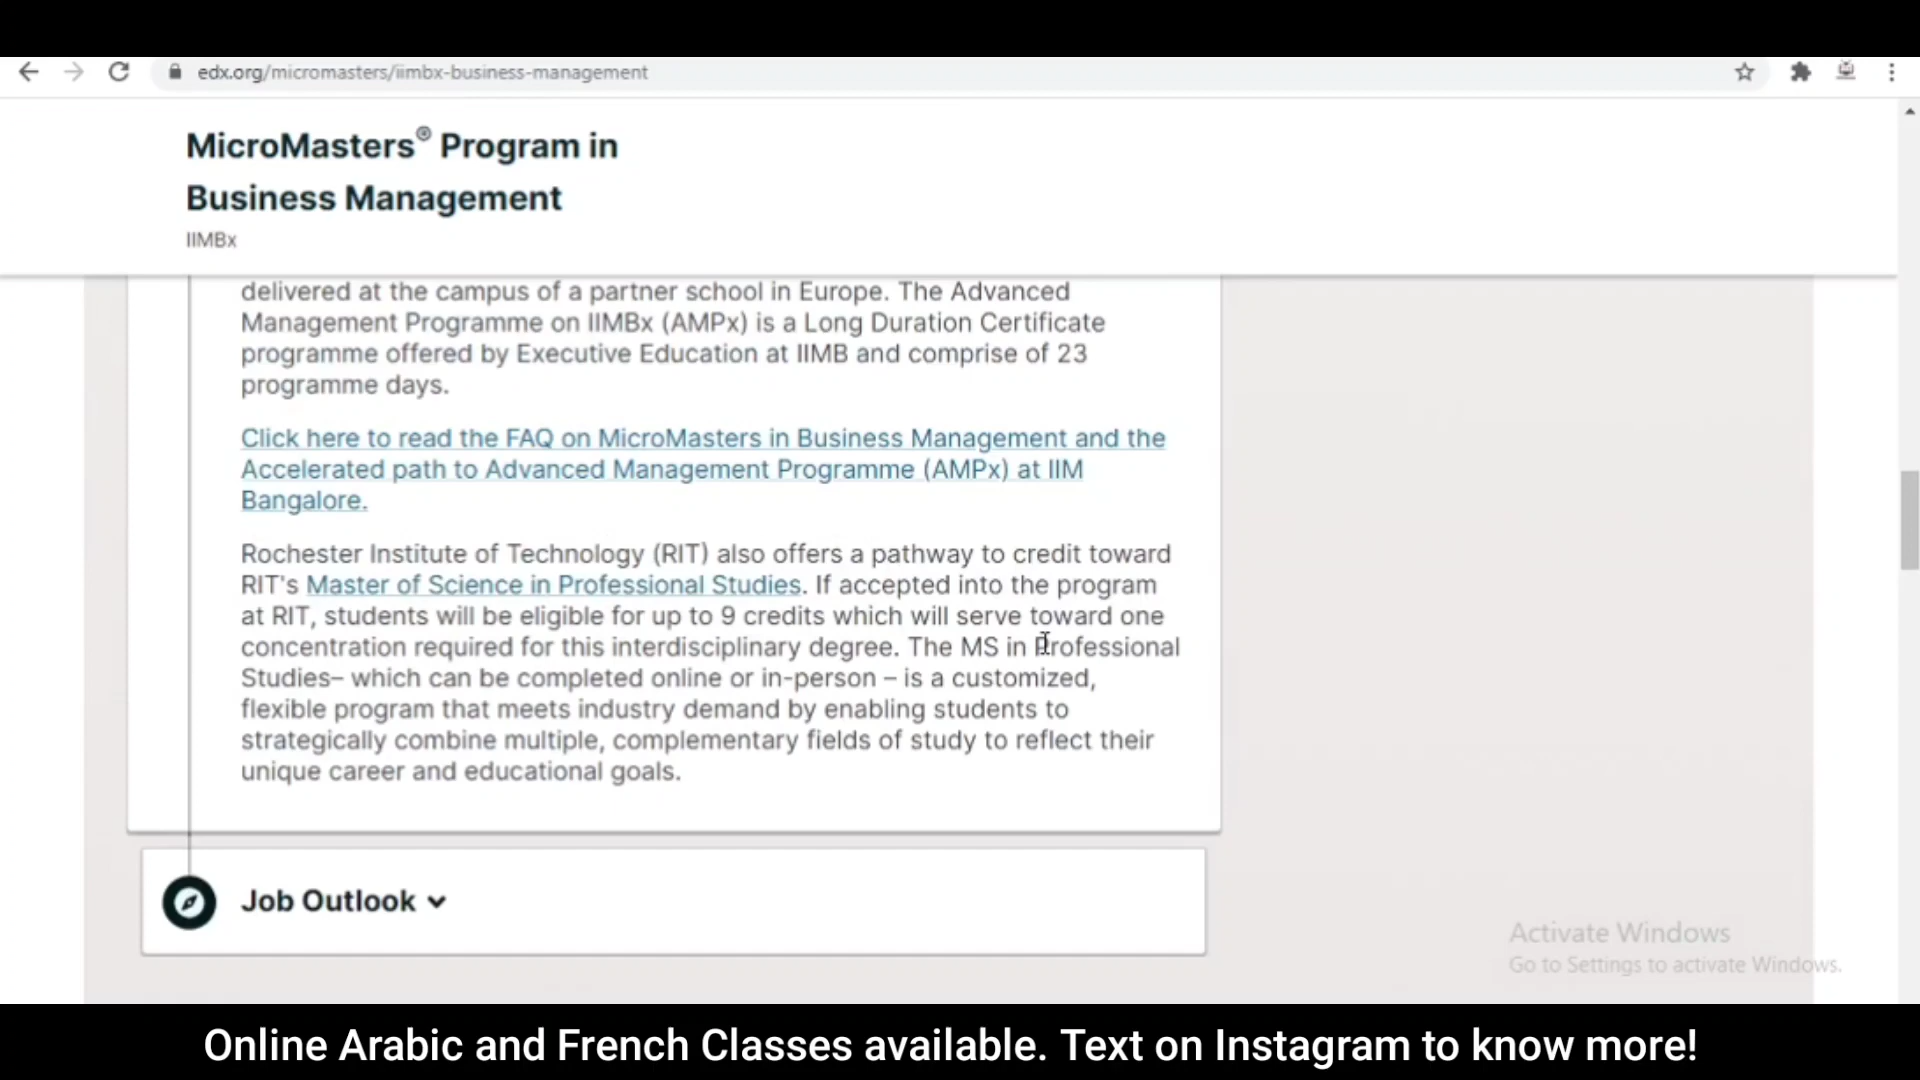 edx.org/micromasters/iimbx-business-management
MicroMasters® Program in
Business Management
IIMBx
delivered at the campus of a partner school in Europe. The Advanced
Management Programme on IIMBx (AMPx) is a Long Duration Certificate
programme offered by Executive Education at IIMB and comprise of 23
programme days.
Click here to read the FAQ on MicroMasters in Business Management and the
Accelerated path to Advanced Management Programme (AMPx) at IIM
Bangalore.
Rochester Institute of Technology (RIT) also offers a pathway to credit toward
RIT's Master of Science in Professional Studies. If accepted into the program
at RIT, students will be eligible for up to 9 credits which will serve toward one
concentration required for this interdisciplinary degree. The MS in Professional
Studies– which can be completed online or in-person – is a customized,
flexible program that meets industry demand by enabling students to
strategically combine multiple, complementary fields of study to reflect their
unique career and educational goals.
Job Outlook
Activate Windows
Go to Settings to activate Windows.
Online Arabic and French Classes available. Text on Instagram to know more!